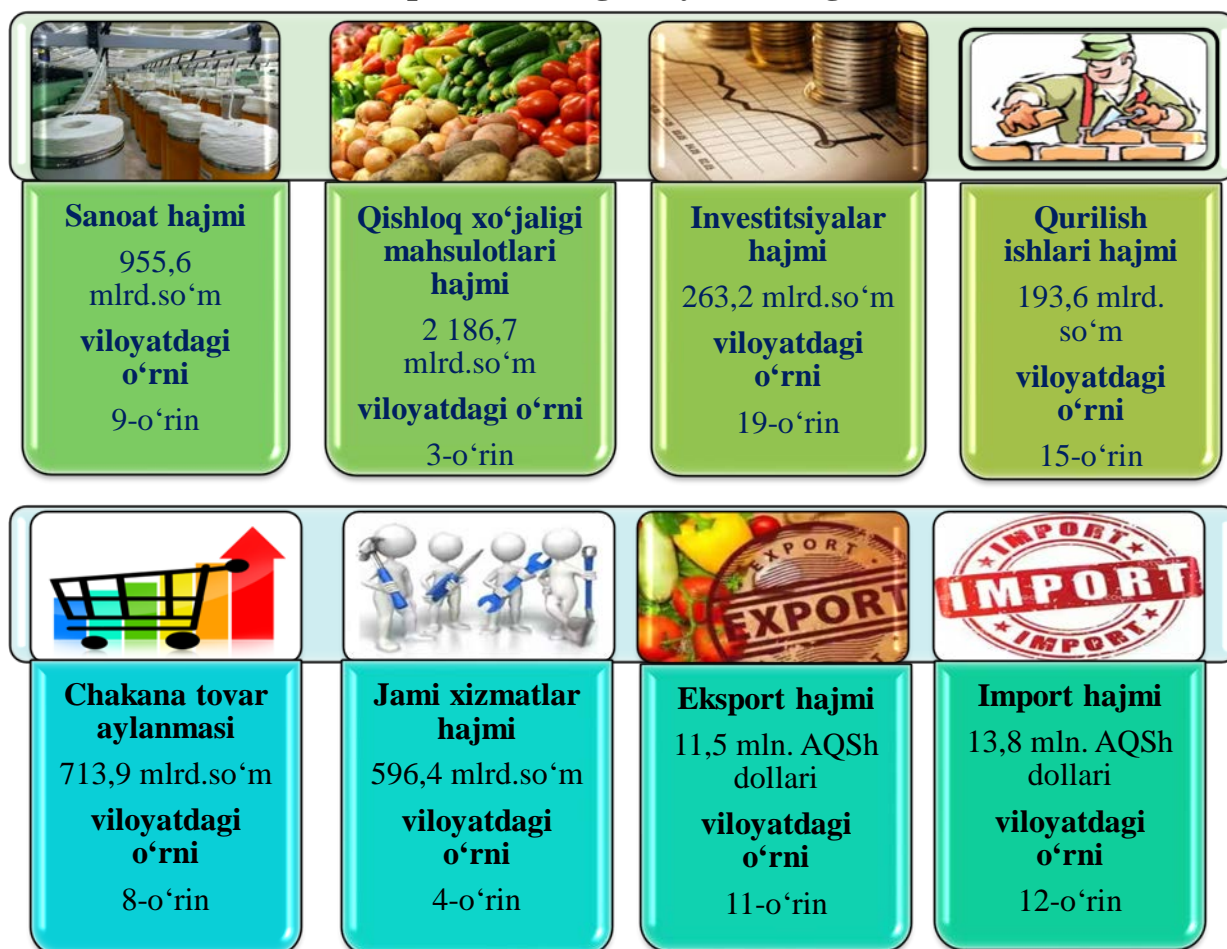 Sanoat hajmi
955,6
mlrd.so‘m
viloyatdagi
o‘rni
9-o‘rin
Qishloq xo‘jaligi
mahsulotlari
hajmi
2 186,7
mlrd.so‘m
viloyatdagi o‘rni
3-o‘rin
Investitsiyalar
hajmi
263,2 mlrd.so‘m
viloyatdagi
o‘rni
19-o‘rin
Qurilish
ishlari hajmi
193,6 mlrd.
so‘m
viloyatdagi
o‘rni
15-o‘rin
EXPORT
EXPORT
IMPORT
IMPORT
IMPORT
Chakana tovar
aylanmasi
713,9 mlrd.so‘m
viloyatdagi
o‘rni
8-o‘rin
Jami xizmatlar
hajmi
596,4 mlrd.so‘m
viloyatdagi
o‘rni
4-o‘rin
Eksport hajmi
11,5 mln. AQSh
dollari
viloyatdagi
o‘rni
11-o‘rin
Import hajmi
13,8 mln. AQSh
dollari
viloyatdagi
o‘rni
12-o‘rin